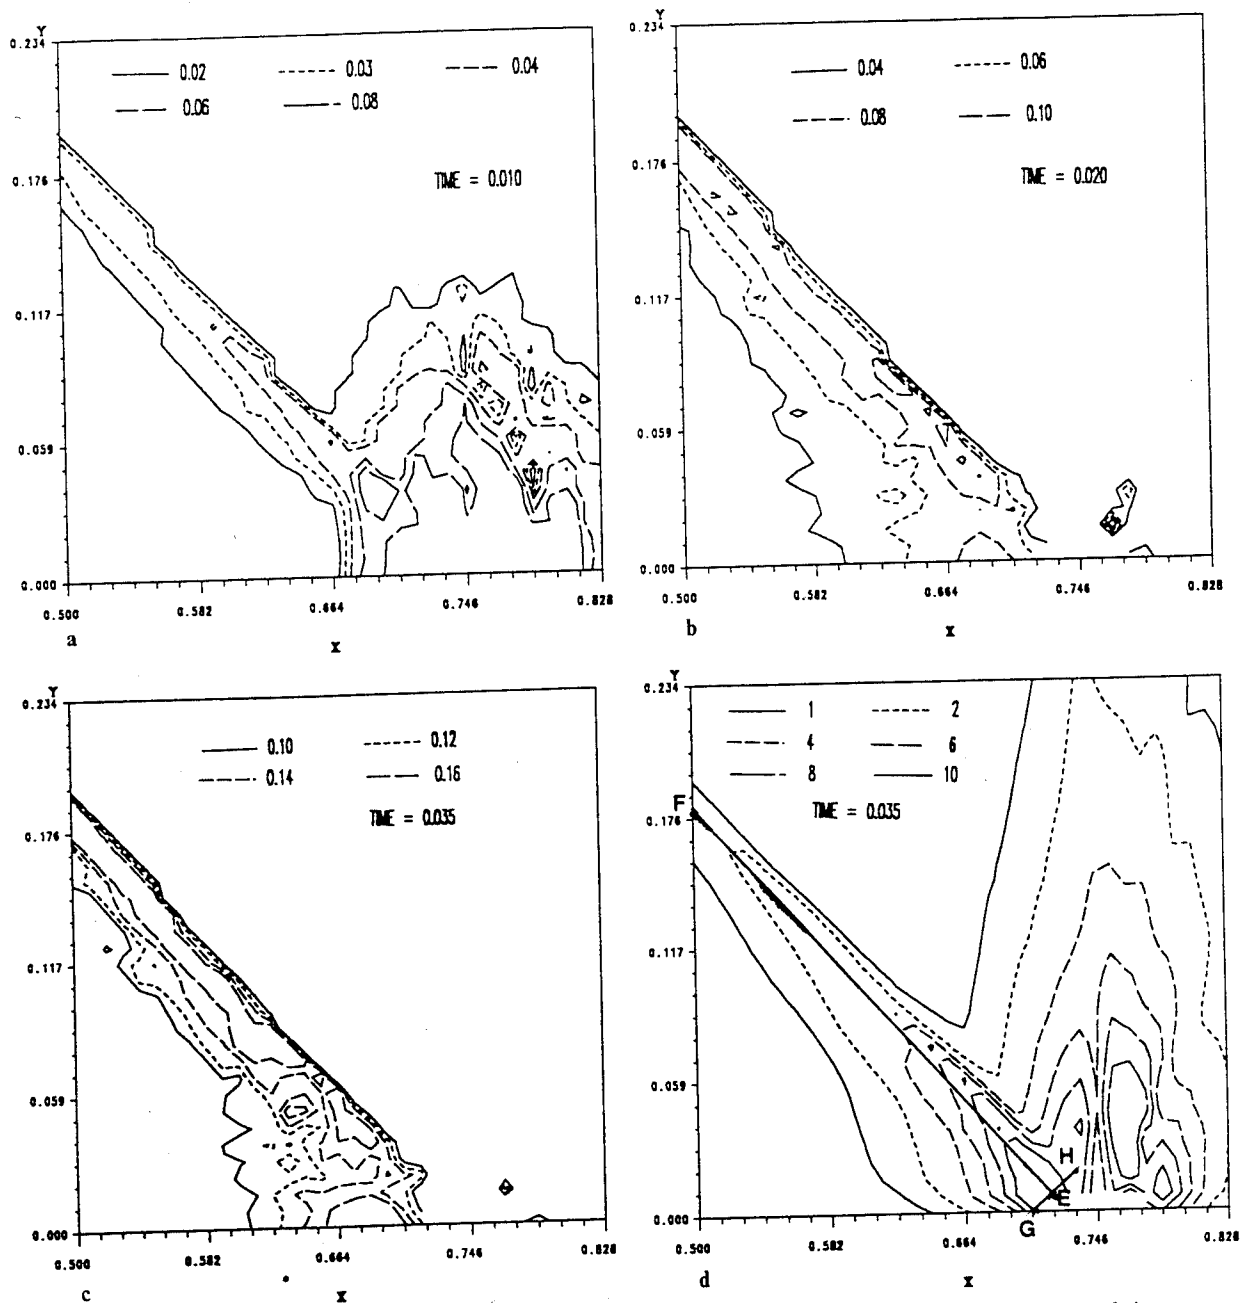 Y
0.234
0.02 0.03 0.04
0.06 0.08
TIME = 0.010
0.176
0.117
0.059
0.000
0.500 0.582 0.664 0.746 0.828
a
x
Y
0.234
0.04 0.06
0.08 0.10
TIME = 0.020
0.176
0.117
0.059
0.000
0.500 0.582 0.664 0.746 0.828
b
x
Y
0.234
0.10 0.12
0.14 0.16
TIME = 0.035
0.176
0.117
0.059
0.000
0.500 0.582 0.664 0.746 0.828
c
x
Y
0.234
1 2
4 6
8 10
TIME = 0.035
F
0.176
0.117
0.059
H
E
0.000
G
0.500 0.582 0.664 0.746 0.828
d
x